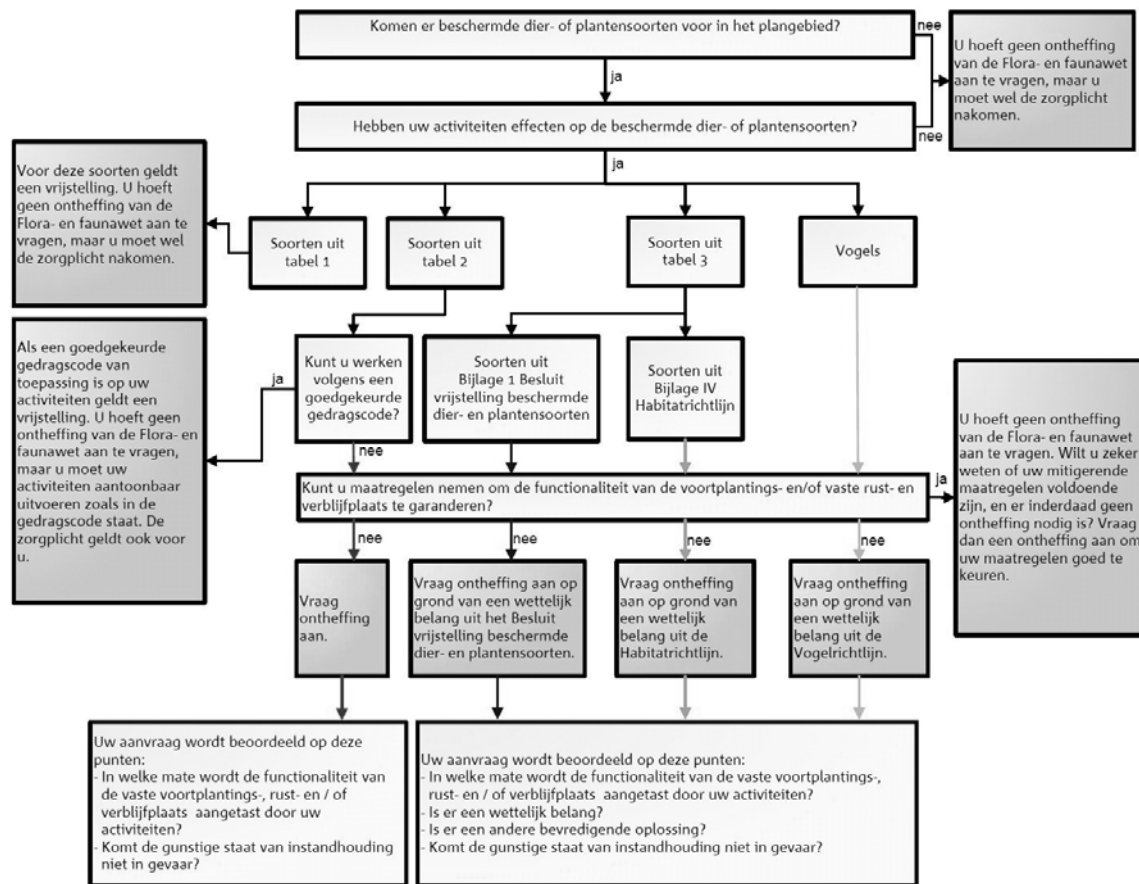 Komen er beschermde dier- of plantensoorten voor in het plangebied?
nee
U hoeft geen ontheffing
van de Flora- en faunawet
aan te vragen, maar u
moet wel de zorgplicht
nakomen.
ja
Hebben uw activiteiten effecten op de beschermde dier- of plantensoorten?
nee
ja
Voor deze soorten geldt
een vrijstelling. U hoeft
geen ontheffing van de
Flora- en faunawet aan te
vragen, maar u moet wel
de zorgplicht nakomen.
Soorten uit
tabel 1
Soorten uit
tabel 2
Soorten uit
tabel 3
Vogels
Als een goedgekeurde
gedragscode van
toepassing is op uw
activiteiten geldt een
vrijstelling. U hoeft geen
ontheffing van de Flora- en
faunawet aan te vragen,
maar u moet uw
activiteiten aantoonbaar
uitvoeren zoals in de
gedragscode staat. De
zorgplicht geldt ook voor
u.
ja
Kunt u werken
volgens een
goedgekeurde
gedragscode?
Soorten uit
Bijlage 1 Besluit
vrijstelling beschermde
dier- en plantensoorten
Soorten uit
Bijlage IV
Habitatrichtlijn
nee
Kunt u maatregelen nemen om de functionaliteit van de voortplantings- en/of vaste rust- en
verblijfplaats te garanderen?
ja
U hoeft geen ontheffing
van de Flora- en faunawet
aan te vragen. Wilt u zeker
weten of uw mitigerende
maatregelen voldoende
zijn, en er inderdaad geen
ontheffing nodig is? Vraag
dan een ontheffing aan om
uw maatregelen goed te
keuren.
nee
nee
nee
nee
Vraag
ontheffing
aan.
Vraag ontheffing aan op
grond van een wettelijk
belang uit het Besluit
vrijstelling beschermde
dier- en plantensoorten.
Vraag ontheffing
aan op grond van
een wettelijk
belang uit de
Habitatrichtlijn.
Vraag ontheffing
aan op grond van
een wettelijk
belang uit de
Vogelrichtlijn.
Uw aanvraag wordt beoordeeld op deze
punten:
- In welke mate wordt de functionaliteit van
de vaste voortplantings-, rust- en / of
verblijfplaats aangetast door uw
activiteiten?
- Komt de gunstige staat van instandhouding
niet in gevaar?
Uw aanvraag wordt beoordeeld op deze punten:
- In welke mate wordt de functionaliteit van de vaste voortplantings-,
rust- en / of verblijfplaats aangetast door uw activiteiten?
- Is er een wettelijk belang?
- Is er een andere bevredigende oplossing?
- Komt de gunstige staat van instandhouding niet in gevaar?